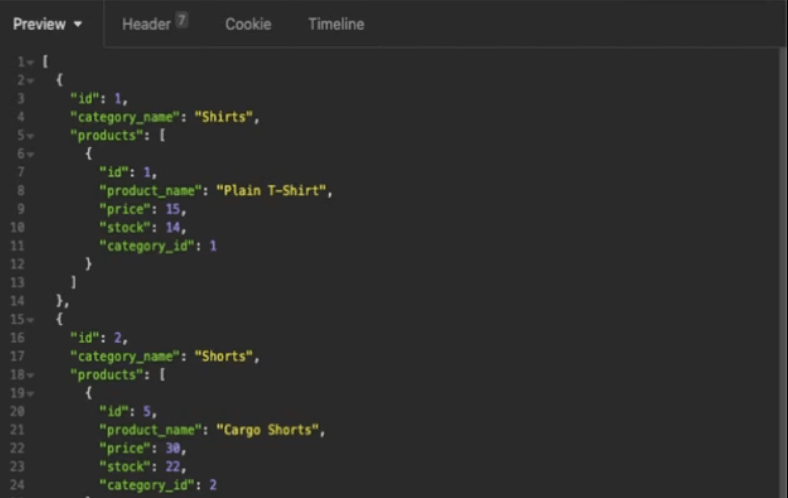 Preview ▼ Header 7 Cookie Timeline
1 [
2 {
3 "id": 1,
4 "category_name": "Shirts",
5 "products": [
6 {
7 "id": 1,
8 "product_name": "Plain T-Shirt",
9 "price": 15,
10 "stock": 14,
11 "category_id": 1
12 }
13 ]
14 },
15 {
16 "id": 2,
17 "category_name": "Shorts",
18 "products": [
19 {
20 "id": 5,
21 "product_name": "Cargo Shorts",
22 "price": 30,
23 "stock": 22,
24 "category_id": 2